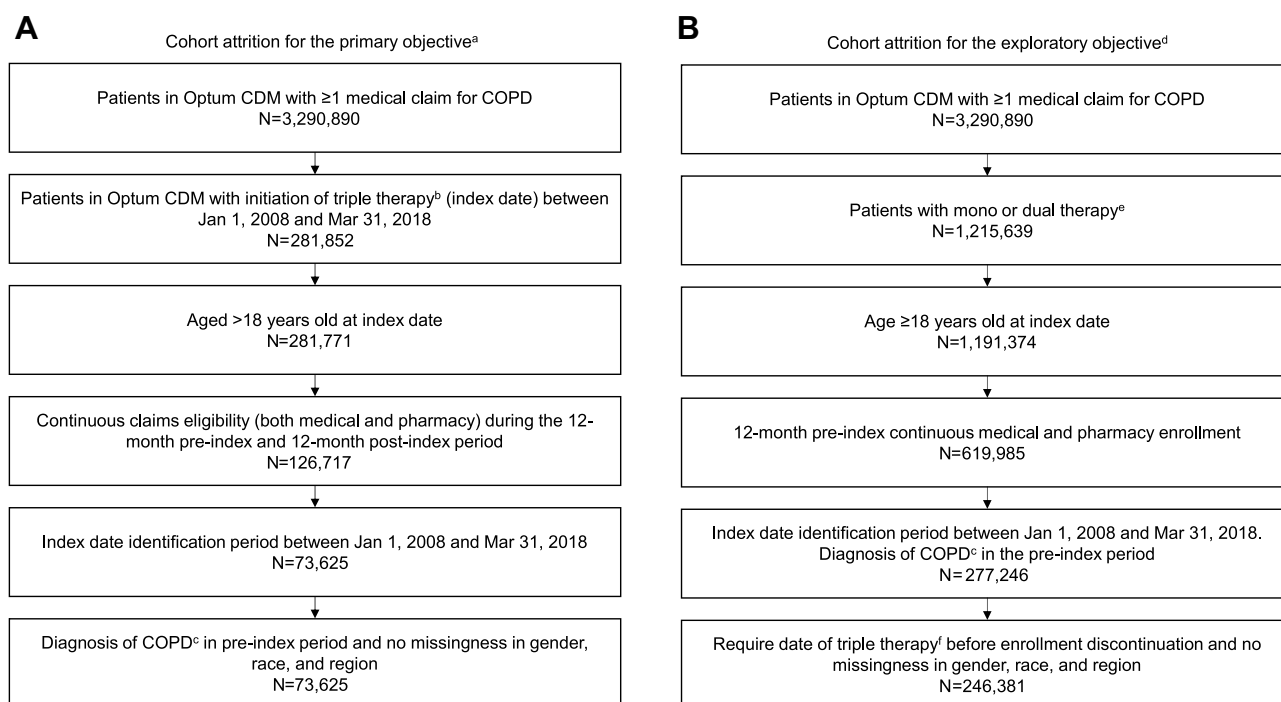 A
Cohort attrition for the primary objectiveᵃ
Patients in Optum CDM with ≥1 medical claim for COPD
N=3,290,890
Patients in Optum CDM with initiation of triple therapyᵇ (index date) between
Jan 1, 2008 and Mar 31, 2018
N=281,852
Aged >18 years old at index date
N=281,771
Continuous claims eligibility (both medical and pharmacy) during the 12-
month pre-index and 12-month post-index period
N=126,717
Index date identification period between Jan 1, 2008 and Mar 31, 2018
N=73,625
Diagnosis of COPDᶜ in pre-index period and no missingness in gender,
race, and region
N=73,625
B
Cohort attrition for the exploratory objectiveᵈ
Patients in Optum CDM with ≥1 medical claim for COPD
N=3,290,890
Patients with mono or dual therapyᵉ
N=1,215,639
Age ≥18 years old at index date
N=1,191,374
12-month pre-index continuous medical and pharmacy enrollment
N=619,985
Index date identification period between Jan 1, 2008 and Mar 31, 2018.
Diagnosis of COPDᶜ in the pre-index period
N=277,246
Require date of triple therapyᶠ before enrollment discontinuation and no
missingness in gender, race, and region
N=246,381